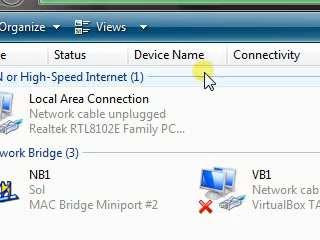 Organize Views
e Status Device Name Connectivity
N or High-Speed Internet (1)
Local Area Connection
Network cable unplugged
Realtek RTL8102E Family PC...
work Bridge (3)
NB1
Sol
MAC Bridge Miniport #2
VB1
Network cab
VirtualBox TA